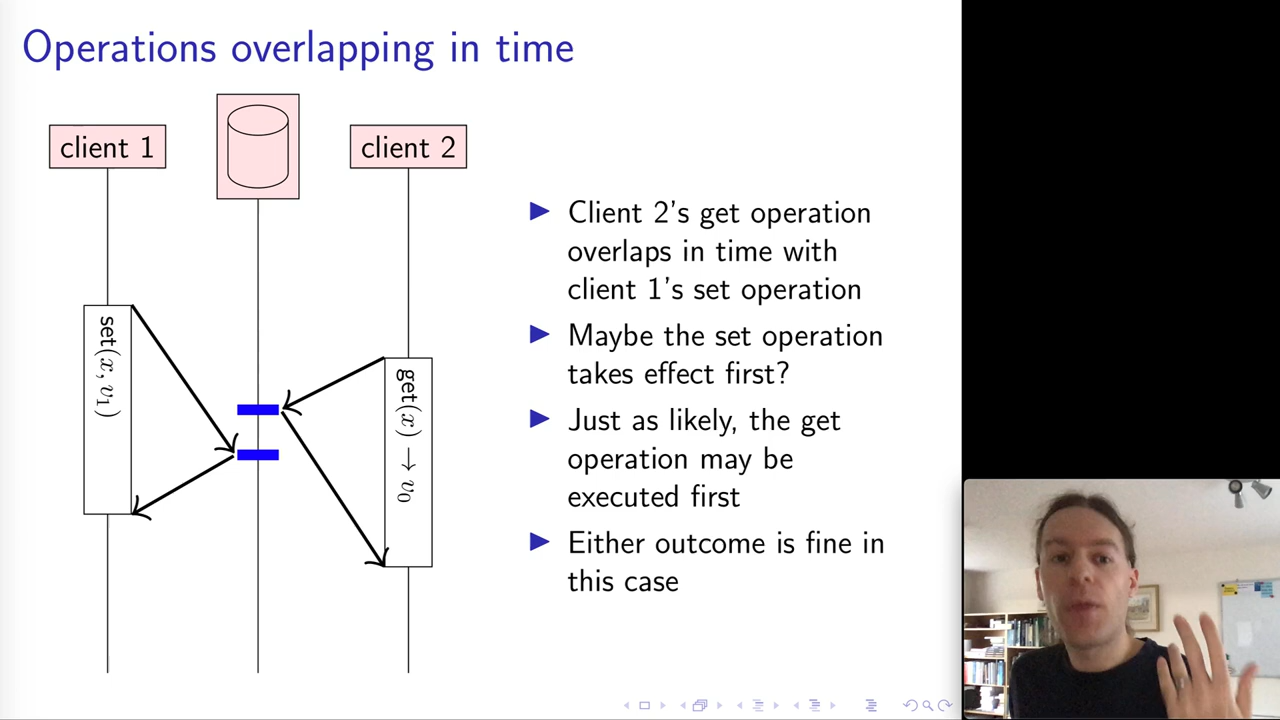 Operations overlapping in time
client 1
client 2
set(x, v₁)
get(x) → v₀
▶ Client 2's get operation
overlaps in time with
client 1's set operation
▶ Maybe the set operation
takes effect first?
▶ Just as likely, the get
operation may be
executed first
▶ Either outcome is fine in
this case